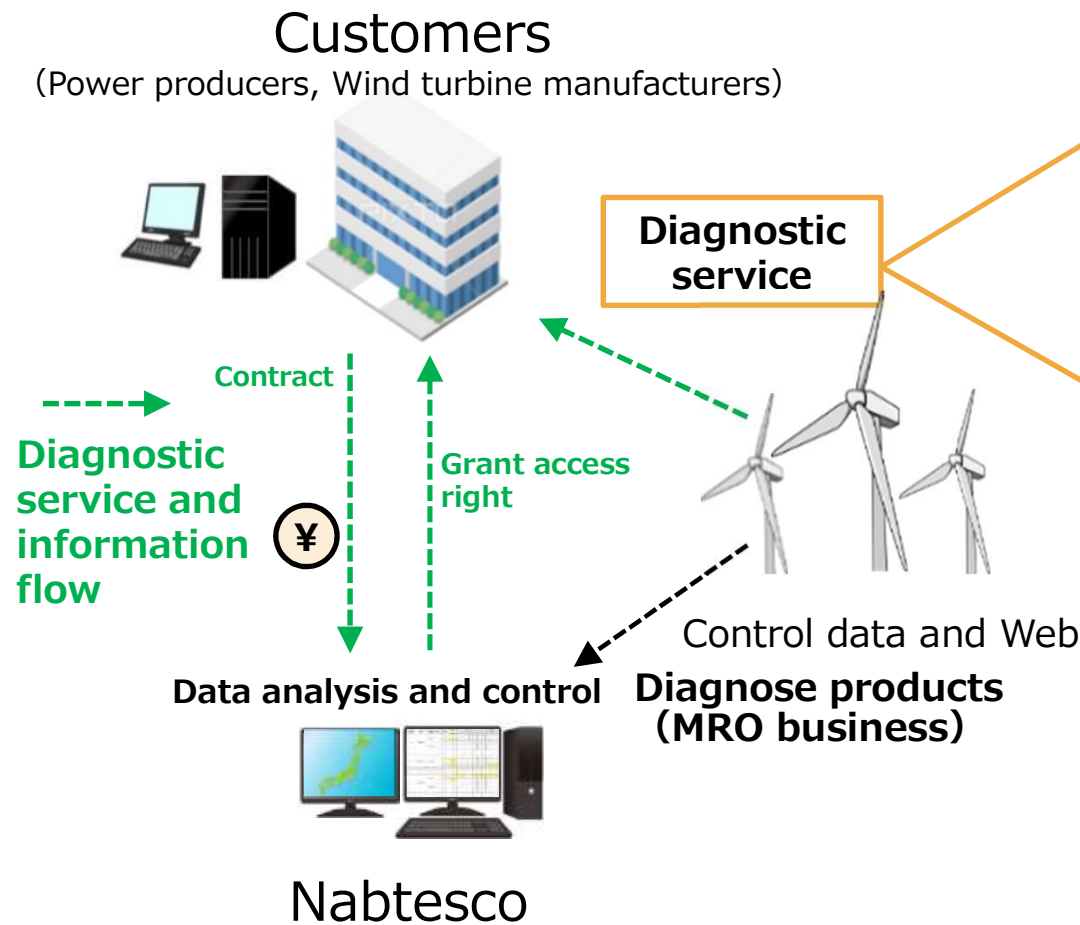 Customers
（Power producers, Wind turbine manufacturers）
Diagnostic
service
Contract
Grant access
right
Diagnostic
service and
information
flow
¥
Control data and Web
Data analysis and control
Diagnose products
（MRO business）
Nabtesco